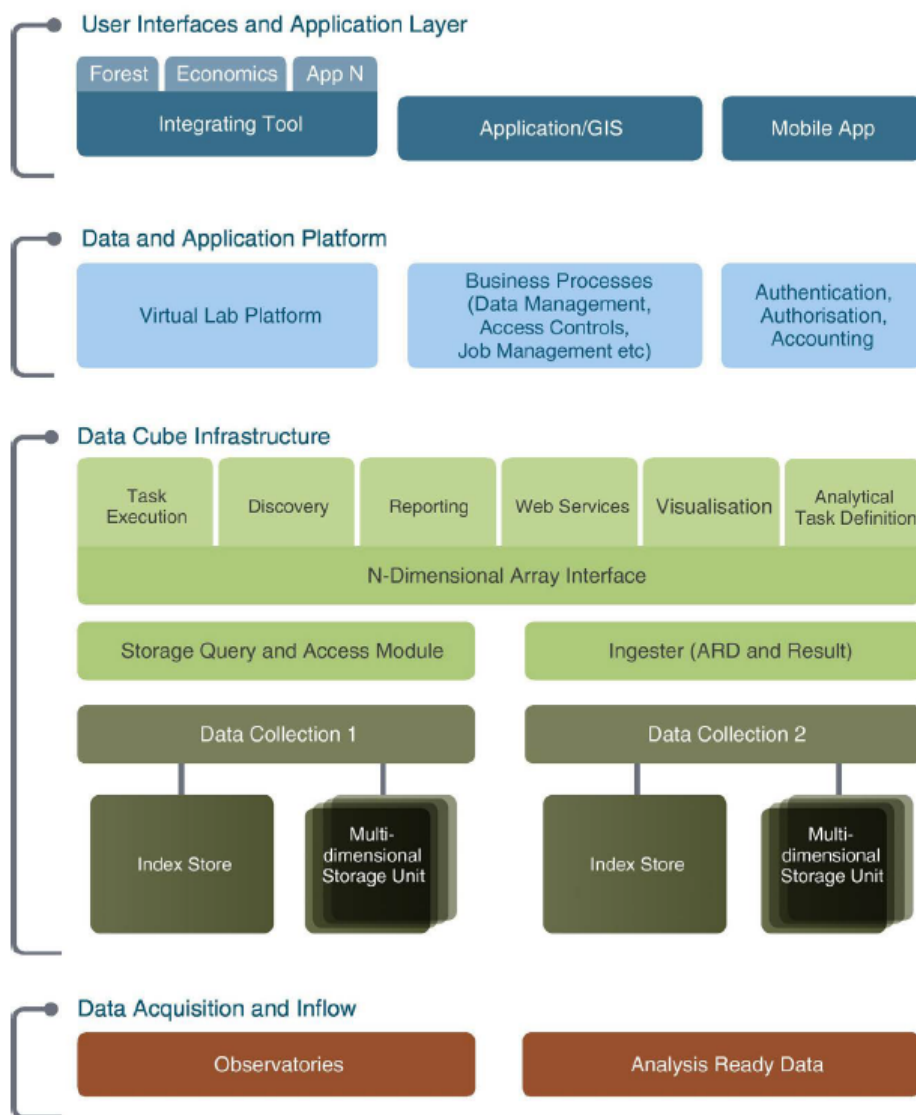 User Interfaces and Application Layer
Forest
Economics
App N
Integrating Tool
Application/GIS
Mobile App
Data and Application Platform
Virtual Lab Platform
Business Processes
(Data Management,
Access Controls,
Job Management etc)
Authentication,
Authorisation,
Accounting
Data Cube Infrastructure
Task
Execution
Discovery
Reporting
Web Services
Visualisation
Analytical
Task Definition
N-Dimensional Array Interface
Storage Query and Access Module
Ingester (ARD and Result)
Data Collection 1
Data Collection 2
Index Store
Multi-
dimensional
Storage Unit
Index Store
Multi-
dimensional
Storage Unit
Data Acquisition and Inflow
Observatories
Analysis Ready Data